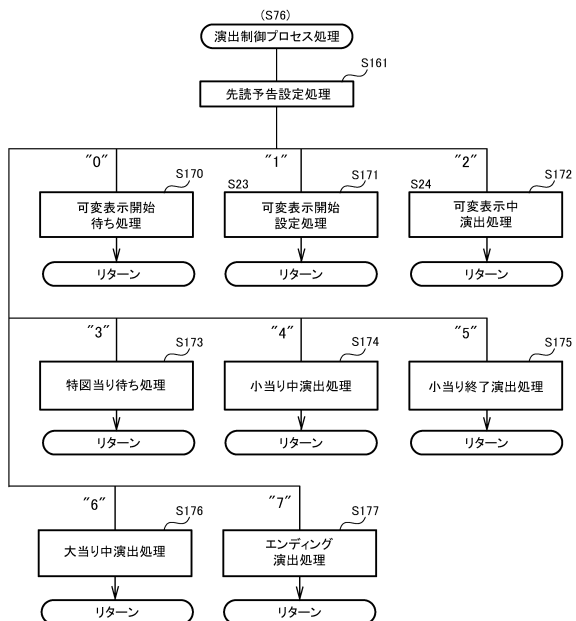 (S76)
演出制御プロセス処理
S161
先読予告設定処理
"0"
S170
可変表示開始
待ち処理
リターン
"1"
S23
S171
可変表示開始
設定処理
リターン
"2"
S24
S172
可変表示中
演出処理
リターン
"3"
S173
特図当り待ち処理
リターン
"4"
S174
小当り中演出処理
リターン
"5"
S175
小当り終了演出処理
リターン
"6"
S176
大当り中演出処理
リターン
"7"
S177
エンディング
演出処理
リターン